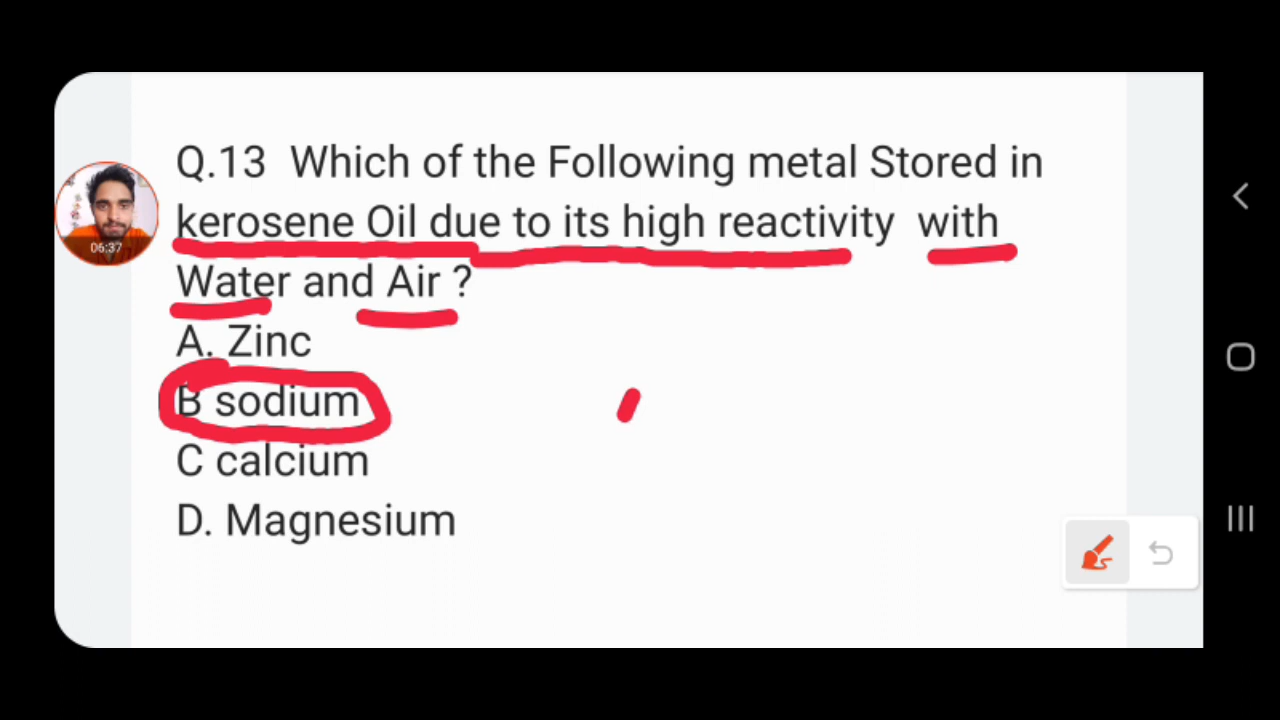 Q.13 Which of the Following metal Stored in
kerosene Oil due to its high reactivity with
Water and Air ?
A. Zinc
B sodium
C calcium
D. Magnesium
06:37